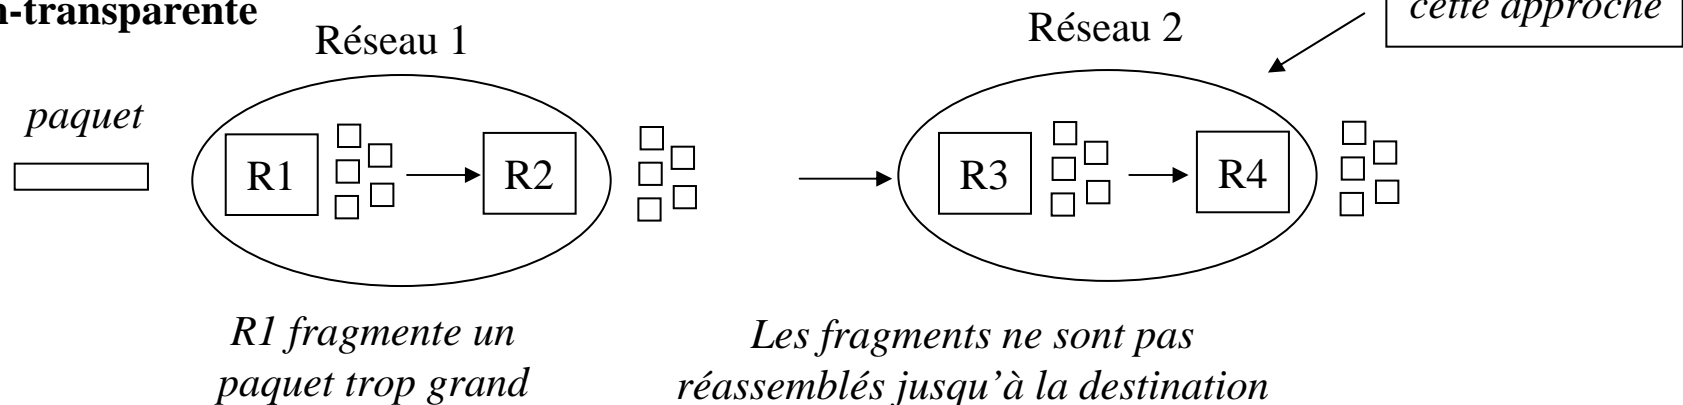 n-transparente
cette approche
Réseau 1
Réseau 2
paquet
R1
R2
R3
R4
R1 fragmente un
paquet trop grand
Les fragments ne sont pas
réassemblés jusqu’à la destination